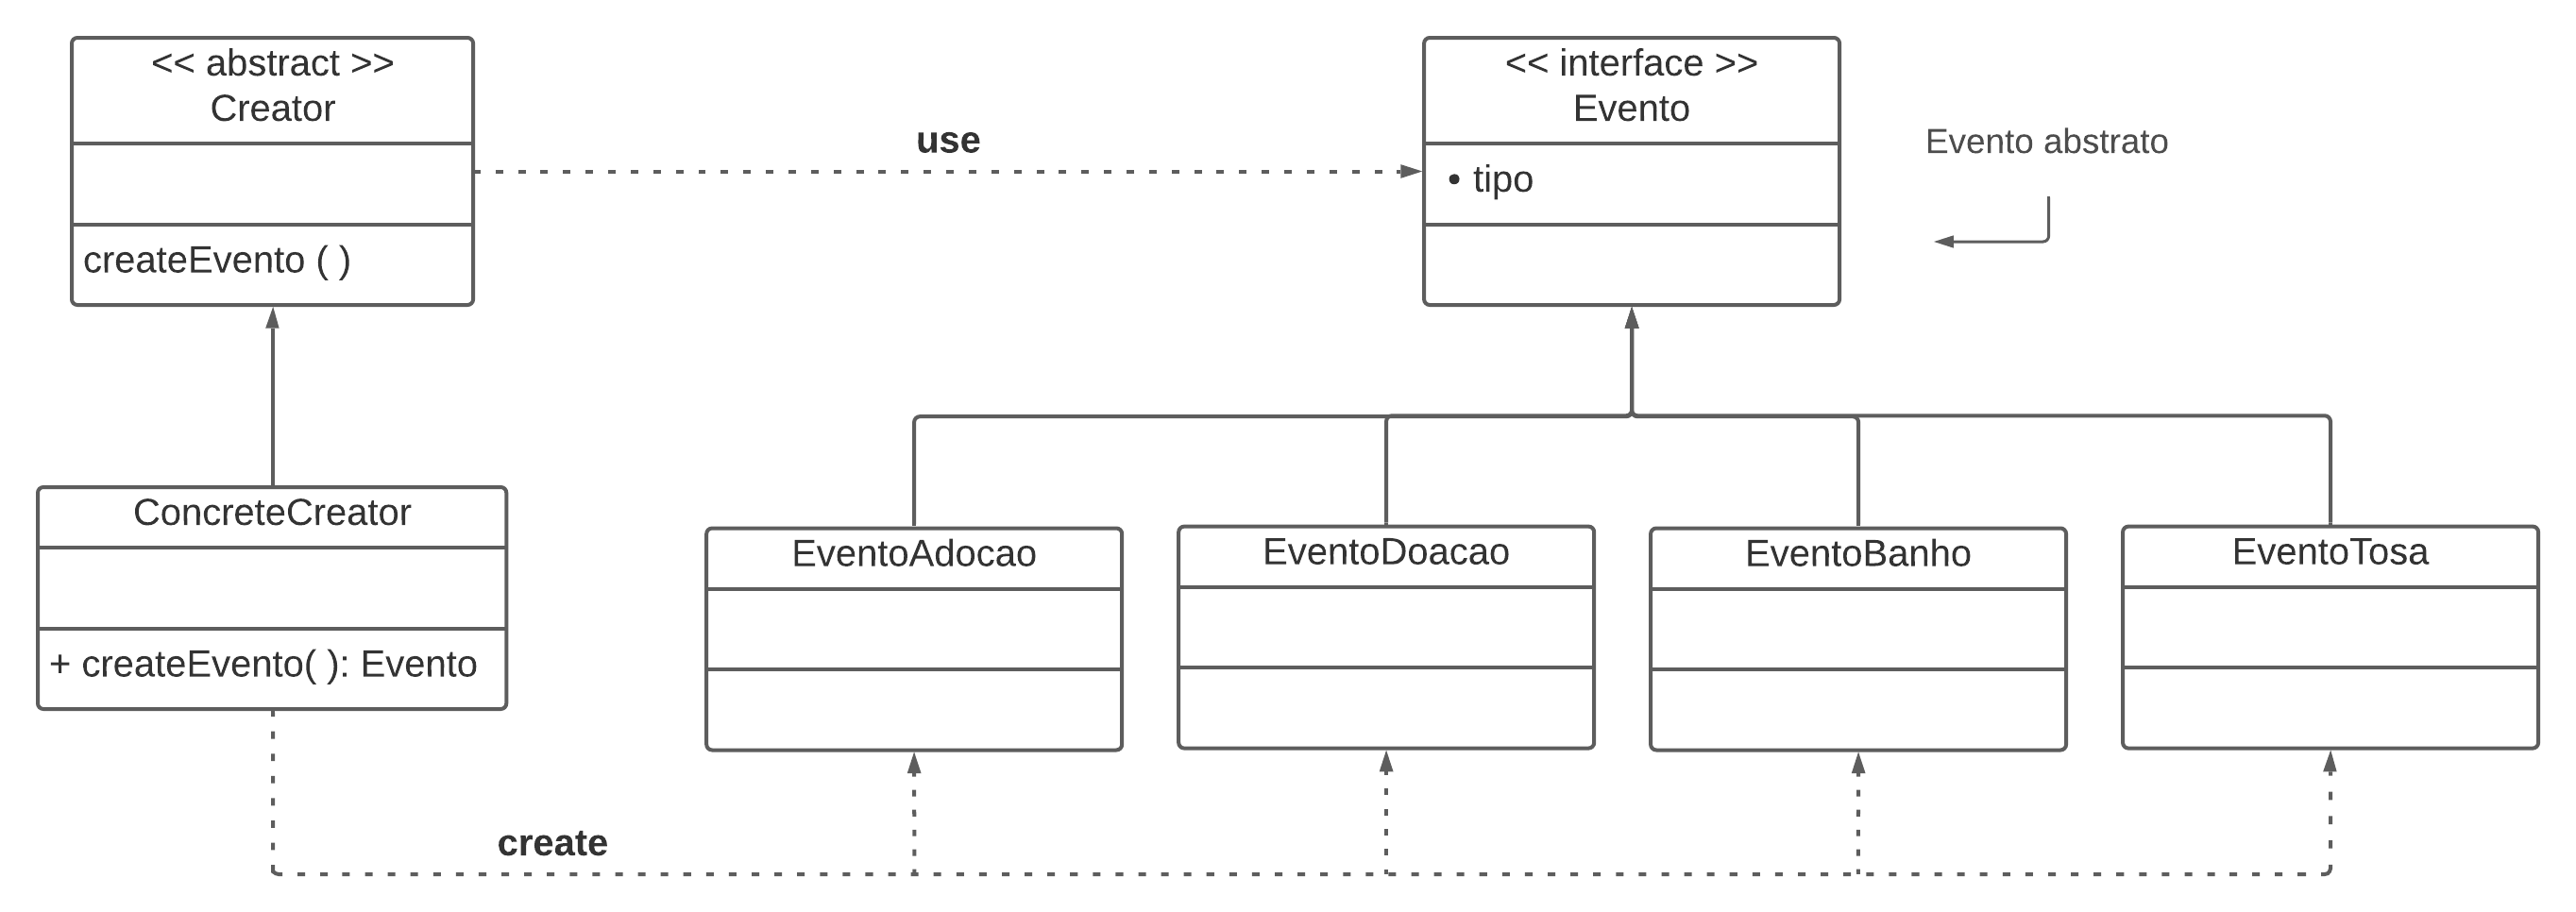 << abstract >>
Creator
createEvento ( )
use
<< interface >>
Evento
• tipo
Evento abstrato
ConcreteCreator
+ createEvento( ): Evento
EventoAdocao
EventoDoacao
EventoBanho
EventoTosa
create